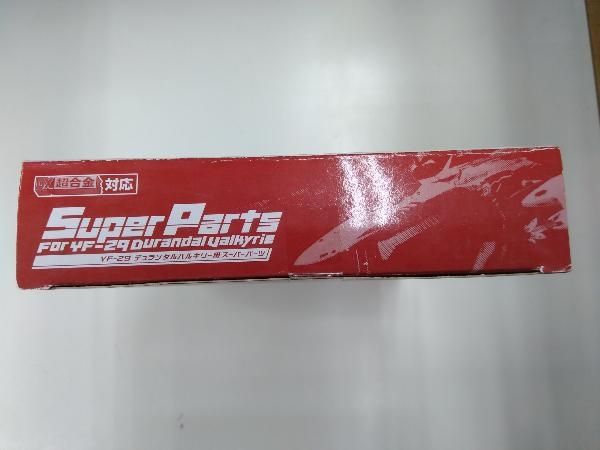 DX超合金 対応
Super Parts
For YF-29 Durandal Valkyrie
YF-29 デュランダルバルキリー用 スーパーパーツ